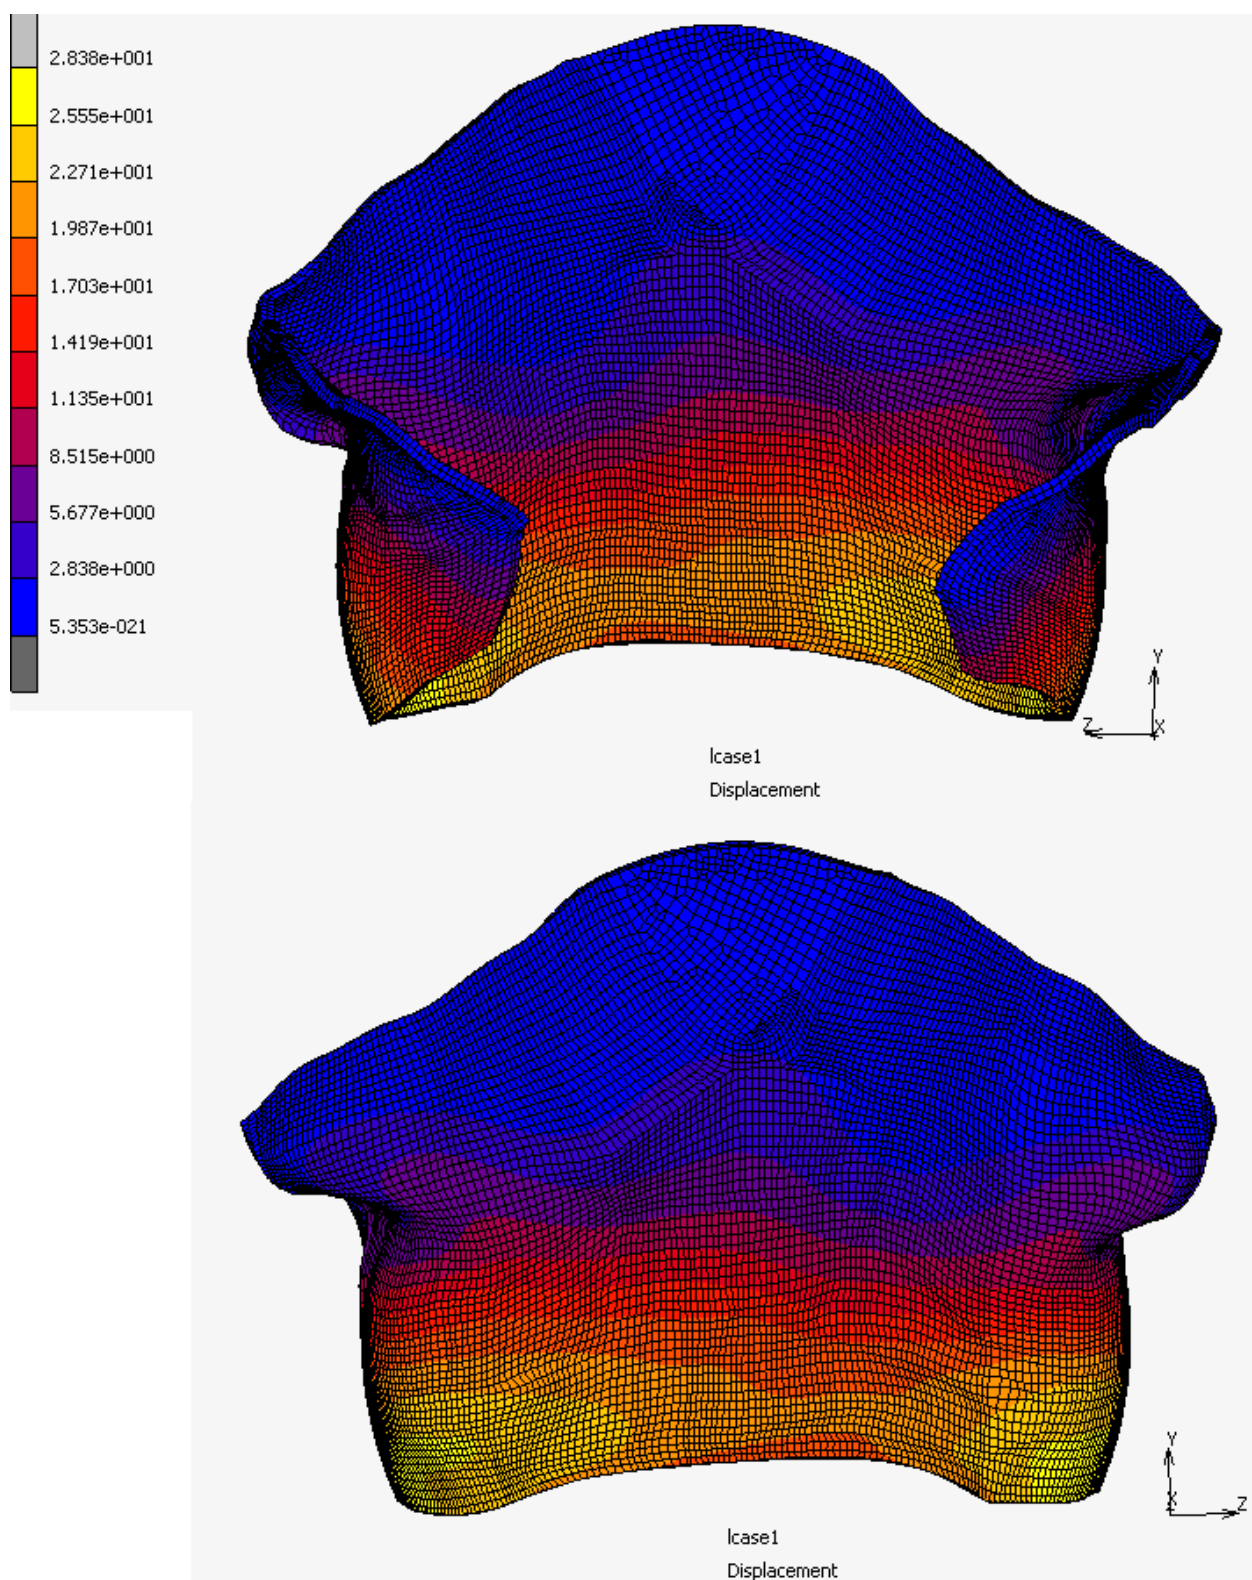 2.838e+001
2.555e+001
2.271e+001
1.987e+001
1.703e+001
1.419e+001
1.135e+001
8.515e+000
5.677e+000
2.838e+000
5.353e-021
Y
Z
X
lcase1
Displacement
Y
X
Z
lcase1
Displacement